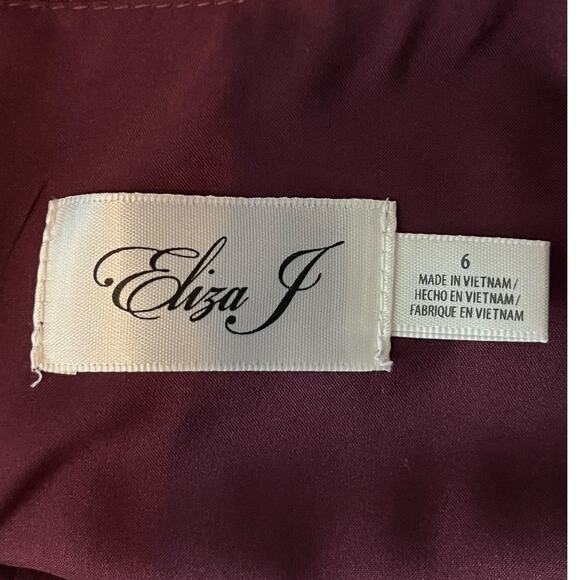 Eliza J
6
MADE IN VIETNAM/
HECHO EN VIETNAM/
FABRIQUE EN VIETNAM